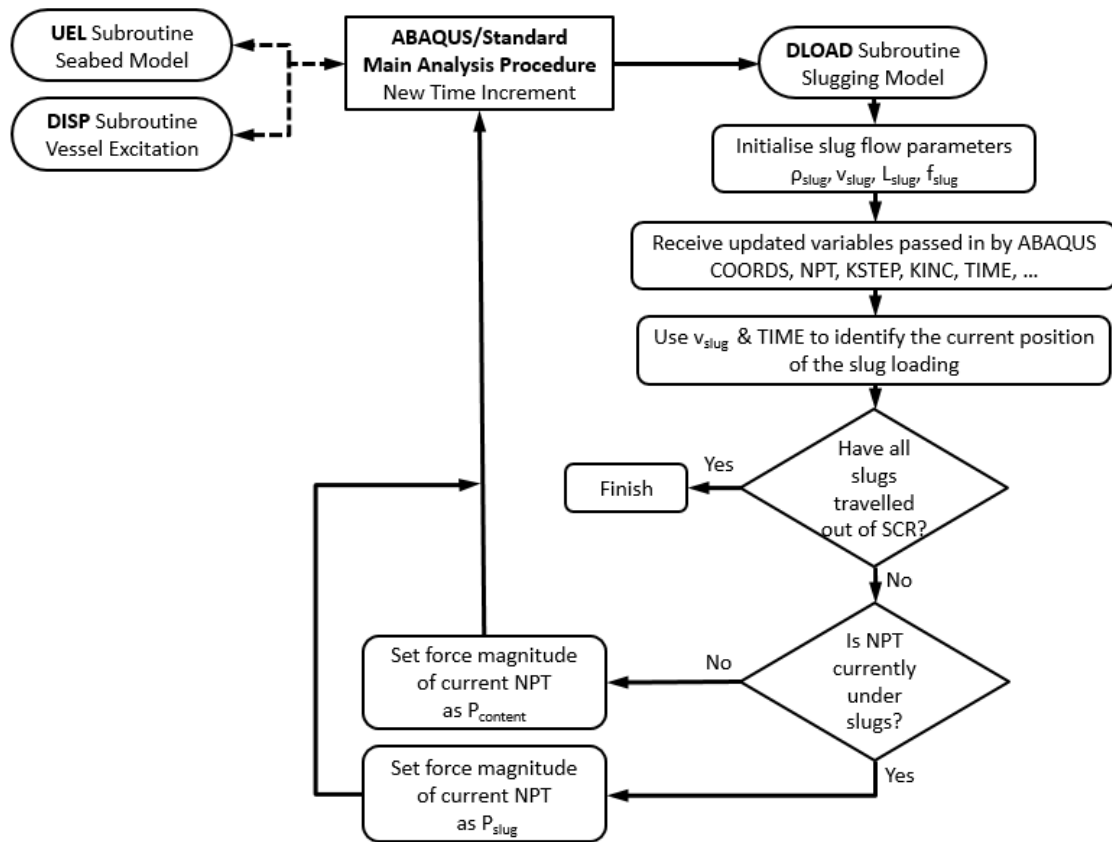 UEL Subroutine
Seabed Model
DISP Subroutine
Vessel Excitation
ABAQUS/Standard
Main Analysis Procedure
New Time Increment
DLOAD Subroutine
Slugging Model
Initialise slug flow parameters
ρslug, vslug, Lslug, fslug
Receive updated variables passed in by ABAQUS
COORDS, NPT, KSTEP, KINC, TIME, ...
Use vslug & TIME to identify the current position
of the slug loading
Have all
slugs
travelled
out of SCR?
Yes
Finish
No
Is NPT
currently
under
slugs?
No
Set force magnitude
of current NPT
as Pcontent
Yes
Set force magnitude
of current NPT
as Pslug